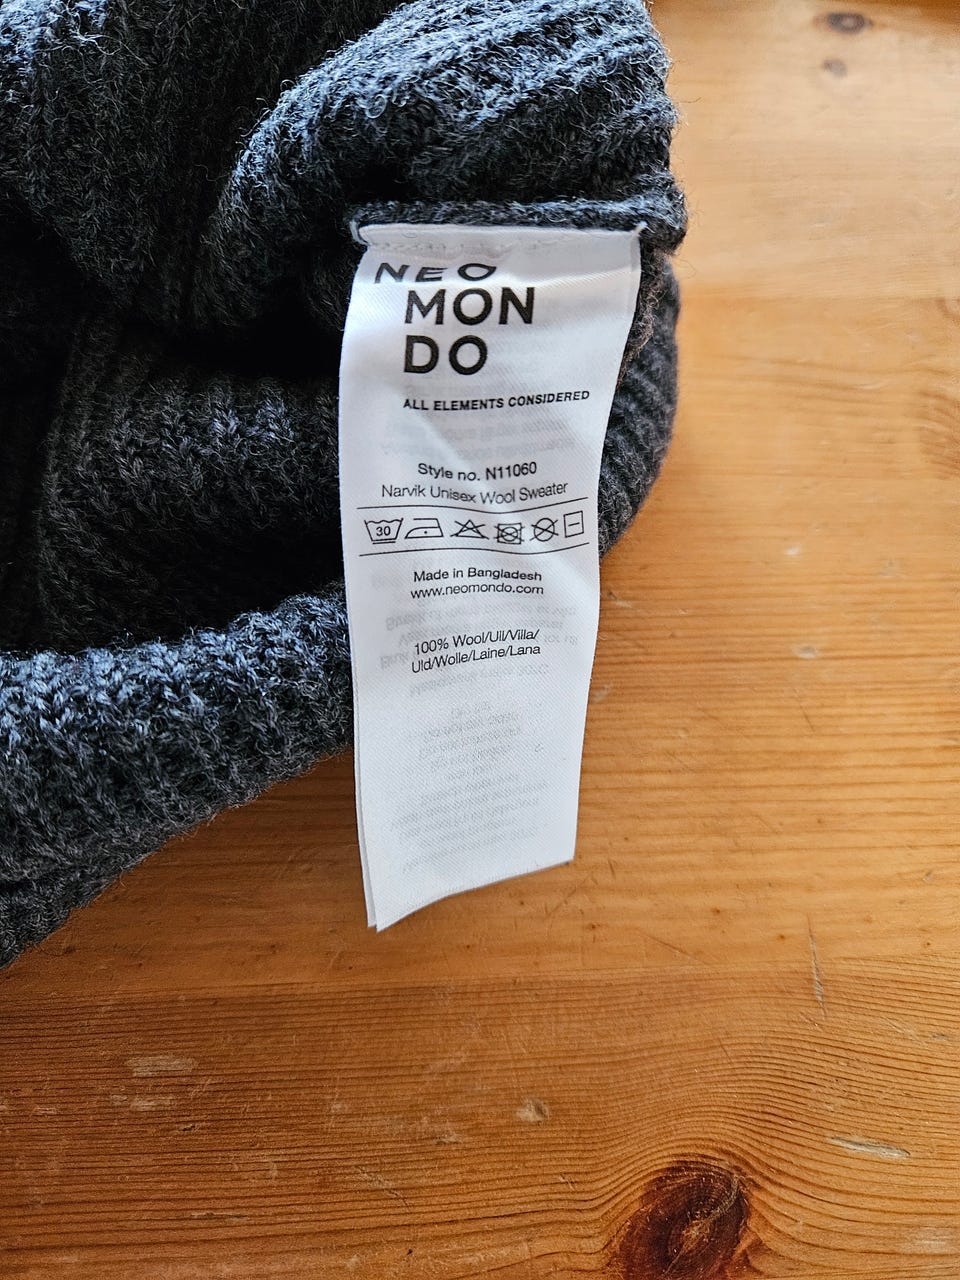 NEO
MON
DO
ALL ELEMENTS CONSIDERED
Style no. N11060
Narvik Unisex Wool Sweater
30
Made in Bangladesh
www.neomondo.com
100% Wool/Ull/Villa/
Uld/Wolle/Laine/Lana